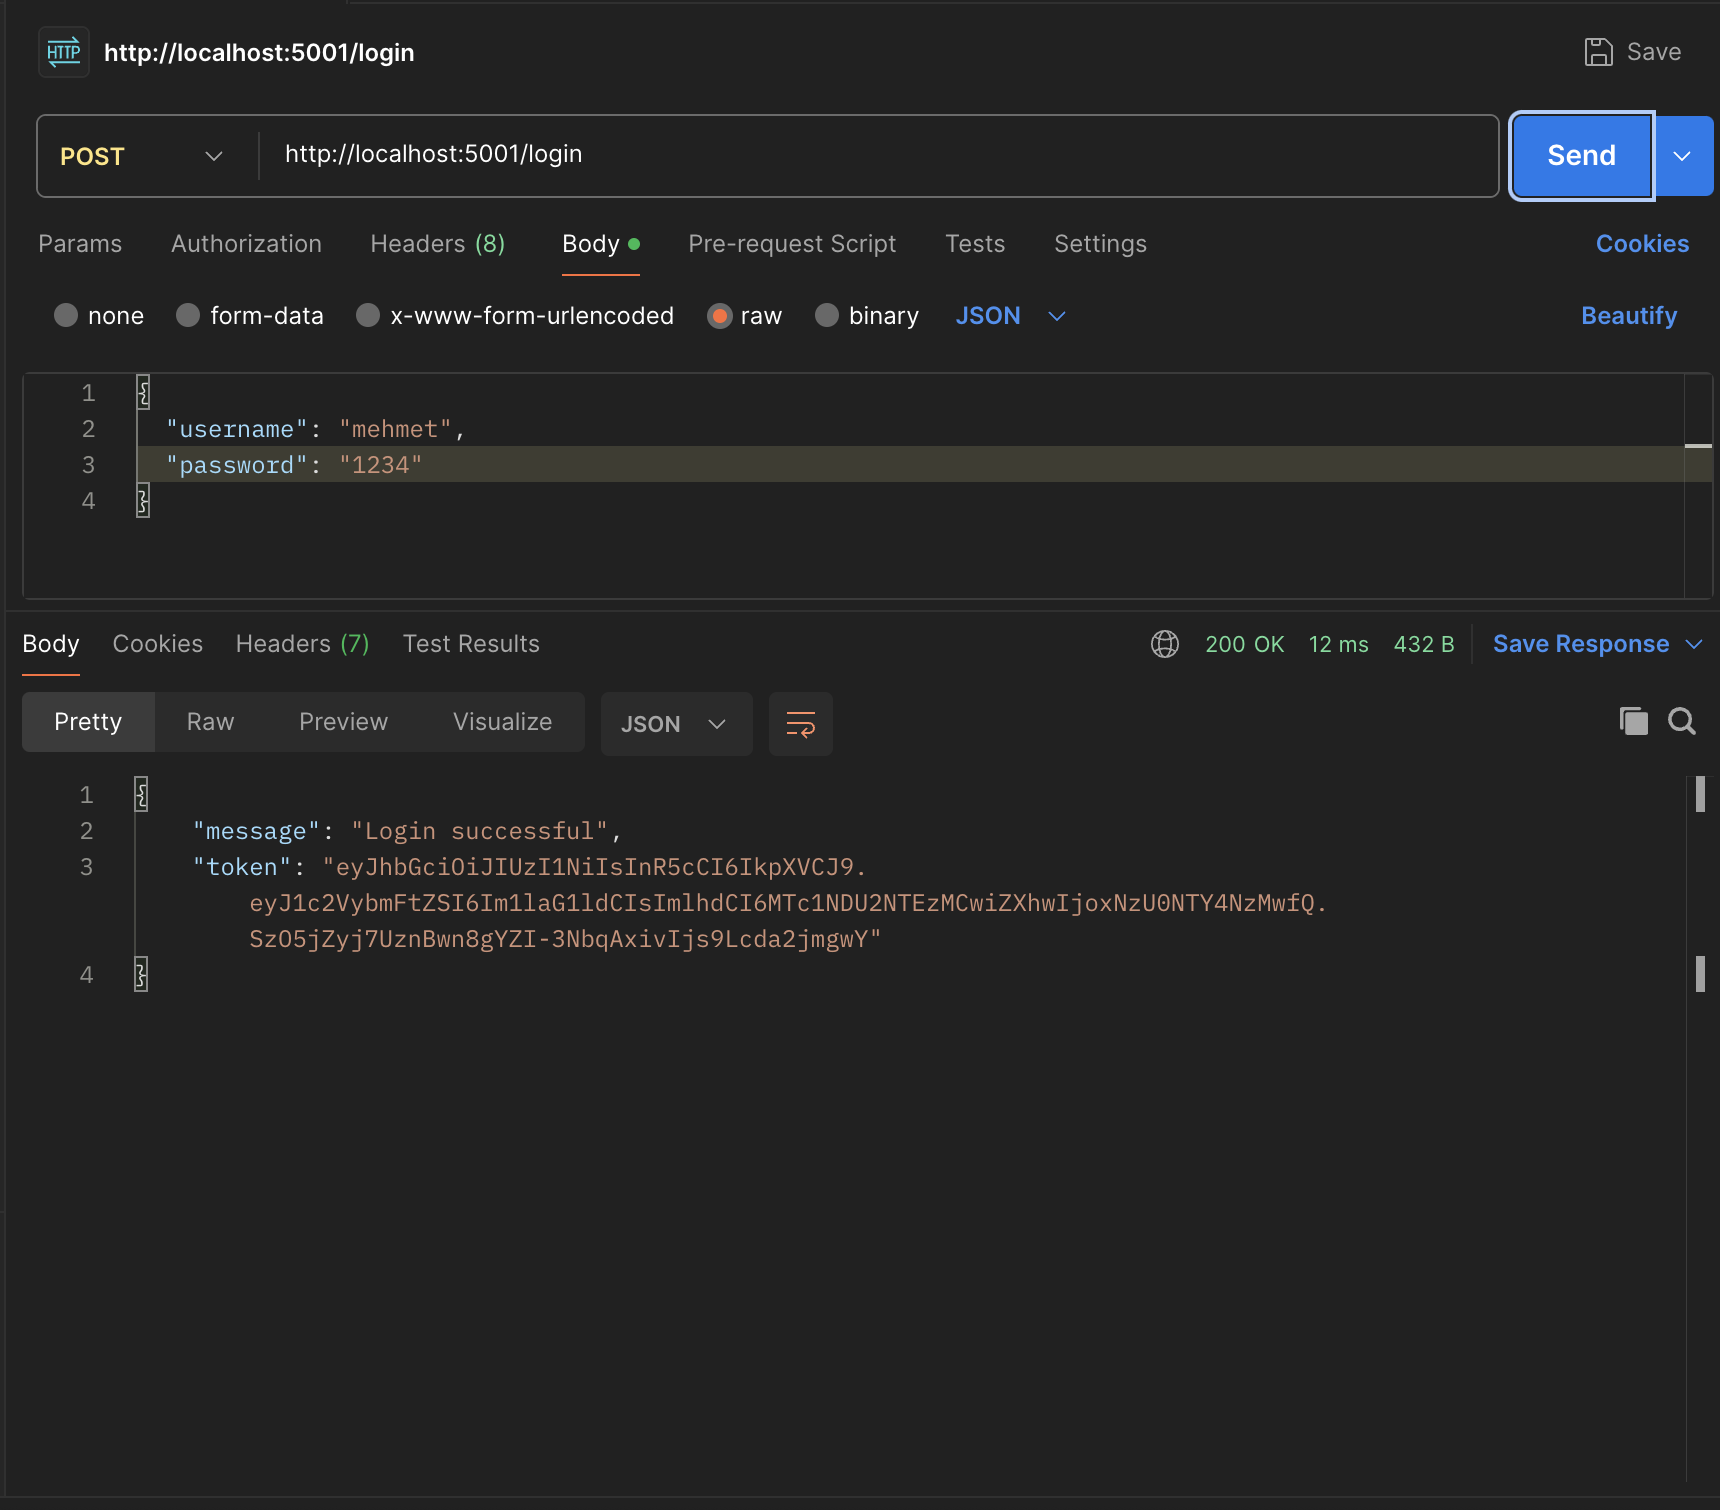 HTTP http://localhost:5001/login Save
POST http://localhost:5001/login Send
Params Authorization Headers (8) Body Pre-request Script Tests Settings Cookies
none form-data x-www-form-urlencoded raw binary JSON Beautify
1 {
2 "username": "mehmet",
3 "password": "1234"
4 }
Body Cookies Headers (7) Test Results 200 OK 12 ms 432 B Save Response
Pretty Raw Preview Visualize JSON
1 {
2 "message": "Login successful",
3 "token": "eyJhbGciOiJIUzI1NiIsInR5cCI6IkpXVCJ9.
eyJ1c2VybmFtZSI6Im1laG1ldCIsImlhdCI6MTc1NDU2NTEzMCwiZXhwIjoxNzU0NTY4NzMwfQ.
SzO5jZyj7UznBwn8gYZI-3NbqAxivIjs9Lcda2jmgwY"
4 }